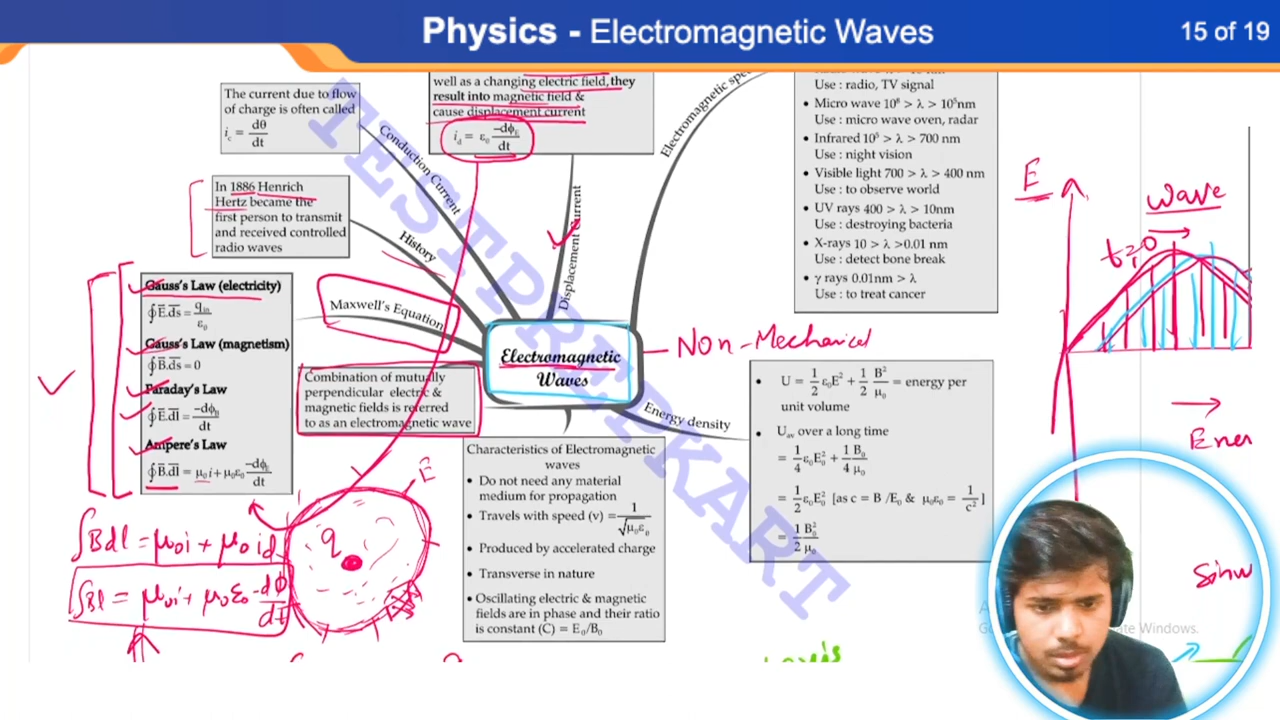 Physics - Electromagnetic Waves
15 of 19
The current due to flow
of charge is often called
i_c = dθ/dt
Conduction Current
well as a changing electric field, they
result into magnetic field &
cause displacement current
i_d = ε₀ -dϕ_E/dt
Displacement Current
In 1886 Henrich
Hertz became the
first person to transmit
and received controlled
radio waves
History
Gauss's Law (electricity)
∮E.ds = q_in/ε₀
Gauss's Law (magnetism)
∮B.ds = 0
Faraday's Law
∮E.dl = -dϕ_B/dt
Ampere's Law
∮B.dl = μ₀i + μ₀ε₀ -dϕ_E/dt
Maxwell's Equation
Combination of mutually
perpendicular electric &
magnetic fields is referred
to as an electromagnetic wave
Electromagnetic
Waves
Non-Mechanical
Use : radio, TV signal
• Micro wave 10⁸ > λ > 10⁵nm
Use : micro wave oven, radar
• Infrared 10⁵ > λ > 700 nm
Use : night vision
• Visible light 700 > λ > 400 nm
Use : to observe world
• UV rays 400 > λ > 10nm
Use : destroying bacteria
• X-rays 10 > λ >0.01 nm
Use : detect bone break
• γ rays 0.01nm > λ
Use : to treat cancer
Energy density
• U = 1/2 ε₀E² + 1/2 B²/μ₀ = energy per
unit volume
• U_av over a long time
= 1/4 ε₀E₀² + 1/4 B₀/μ₀
= 1/2 ε₀E₀² [as c = B /E₀ & μ₀ε₀ = 1/c²]
= 1/2 B₀²/μ₀
Characteristics of Electromagnetic
waves
• Do not need any material
medium for propagation
• Travels with speed (v) = 1/√μ₀ε₀
• Produced by accelerated charge
• Transverse in nature
• Oscillating electric & magnetic
fields are in phase and their ratio
is constant (C) = E₀/B₀
∫Bdl = μ₀i + μ₀ id
∫Bl = μ₀i + μ₀ε₀ -dϕ/dt
q
E
E
wave
t=0
Ener
Sinw
TESTPREPKART
ate Windows.